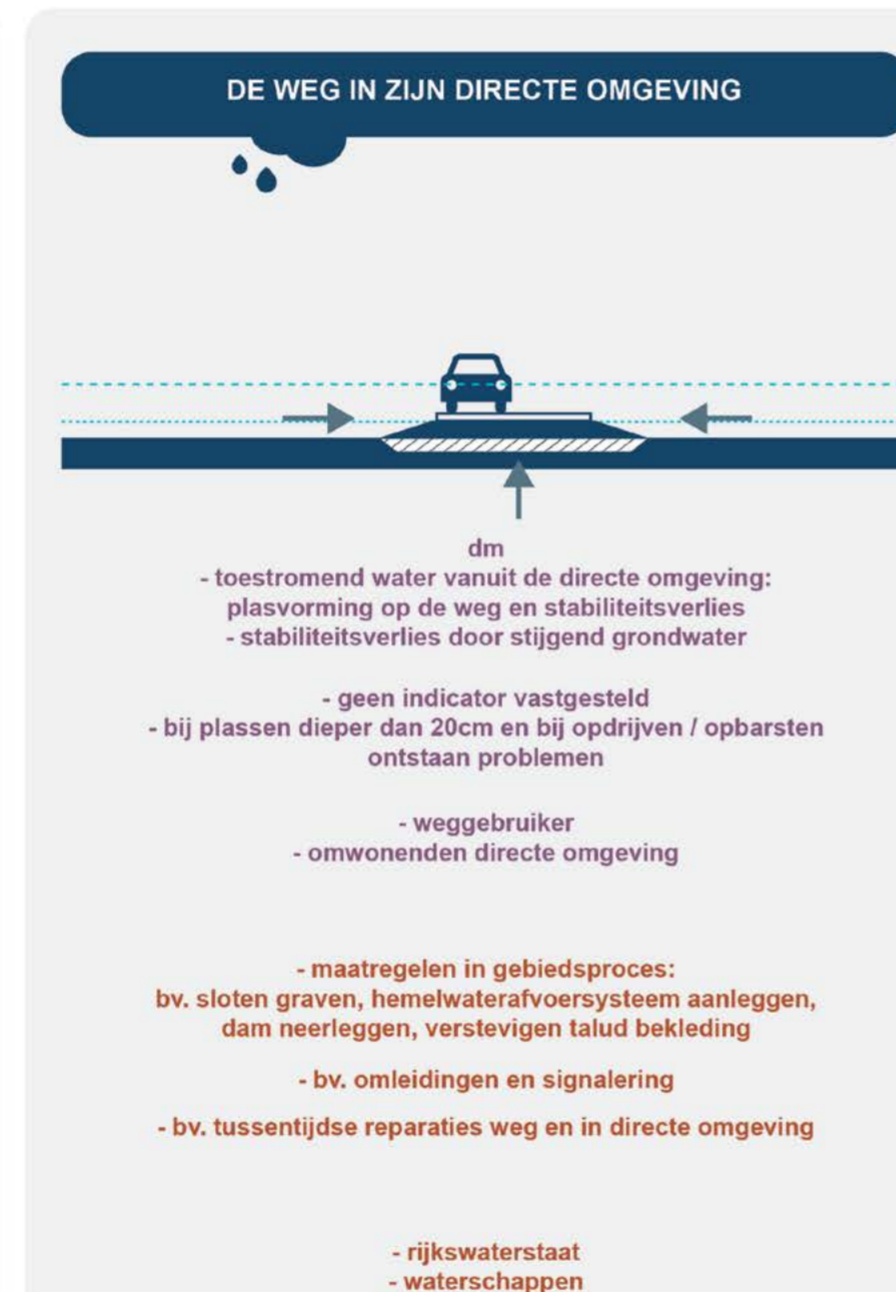 DE WEG IN ZIJN DIRECTE OMGEVING
dm
- toestromend water vanuit de directe omgeving:
plasvorming op de weg en stabiliteitsverlies
- stabiliteitsverlies door stijgend grondwater
- geen indicator vastgesteld
- bij plassen dieper dan 20cm en bij opdrijven / opbarsten
ontstaan problemen
- weggebruiker
- omwonenden directe omgeving
- maatregelen in gebiedsproces:
bv. sloten graven, hemelwaterafvoersysteem aanleggen,
dam neerleggen, verstevigen talud bekleding
- bv. omleidingen en signalering
- bv. tussentijdse reparaties weg en in directe omgeving
- rijkswaterstaat
- waterschappen